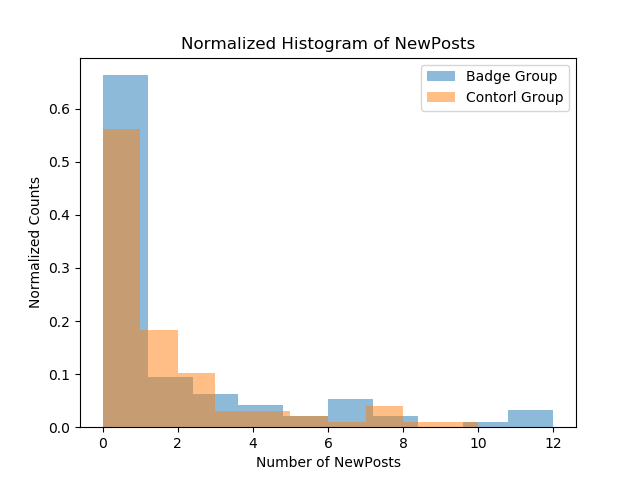 Normalized Histogram of NewPosts
Badge Group
Contorl Group
Normalized Counts
0.6
0.5
0.4
0.3
0.2
0.1
0.0
0 2 4 6 8 10 12
Number of NewPosts